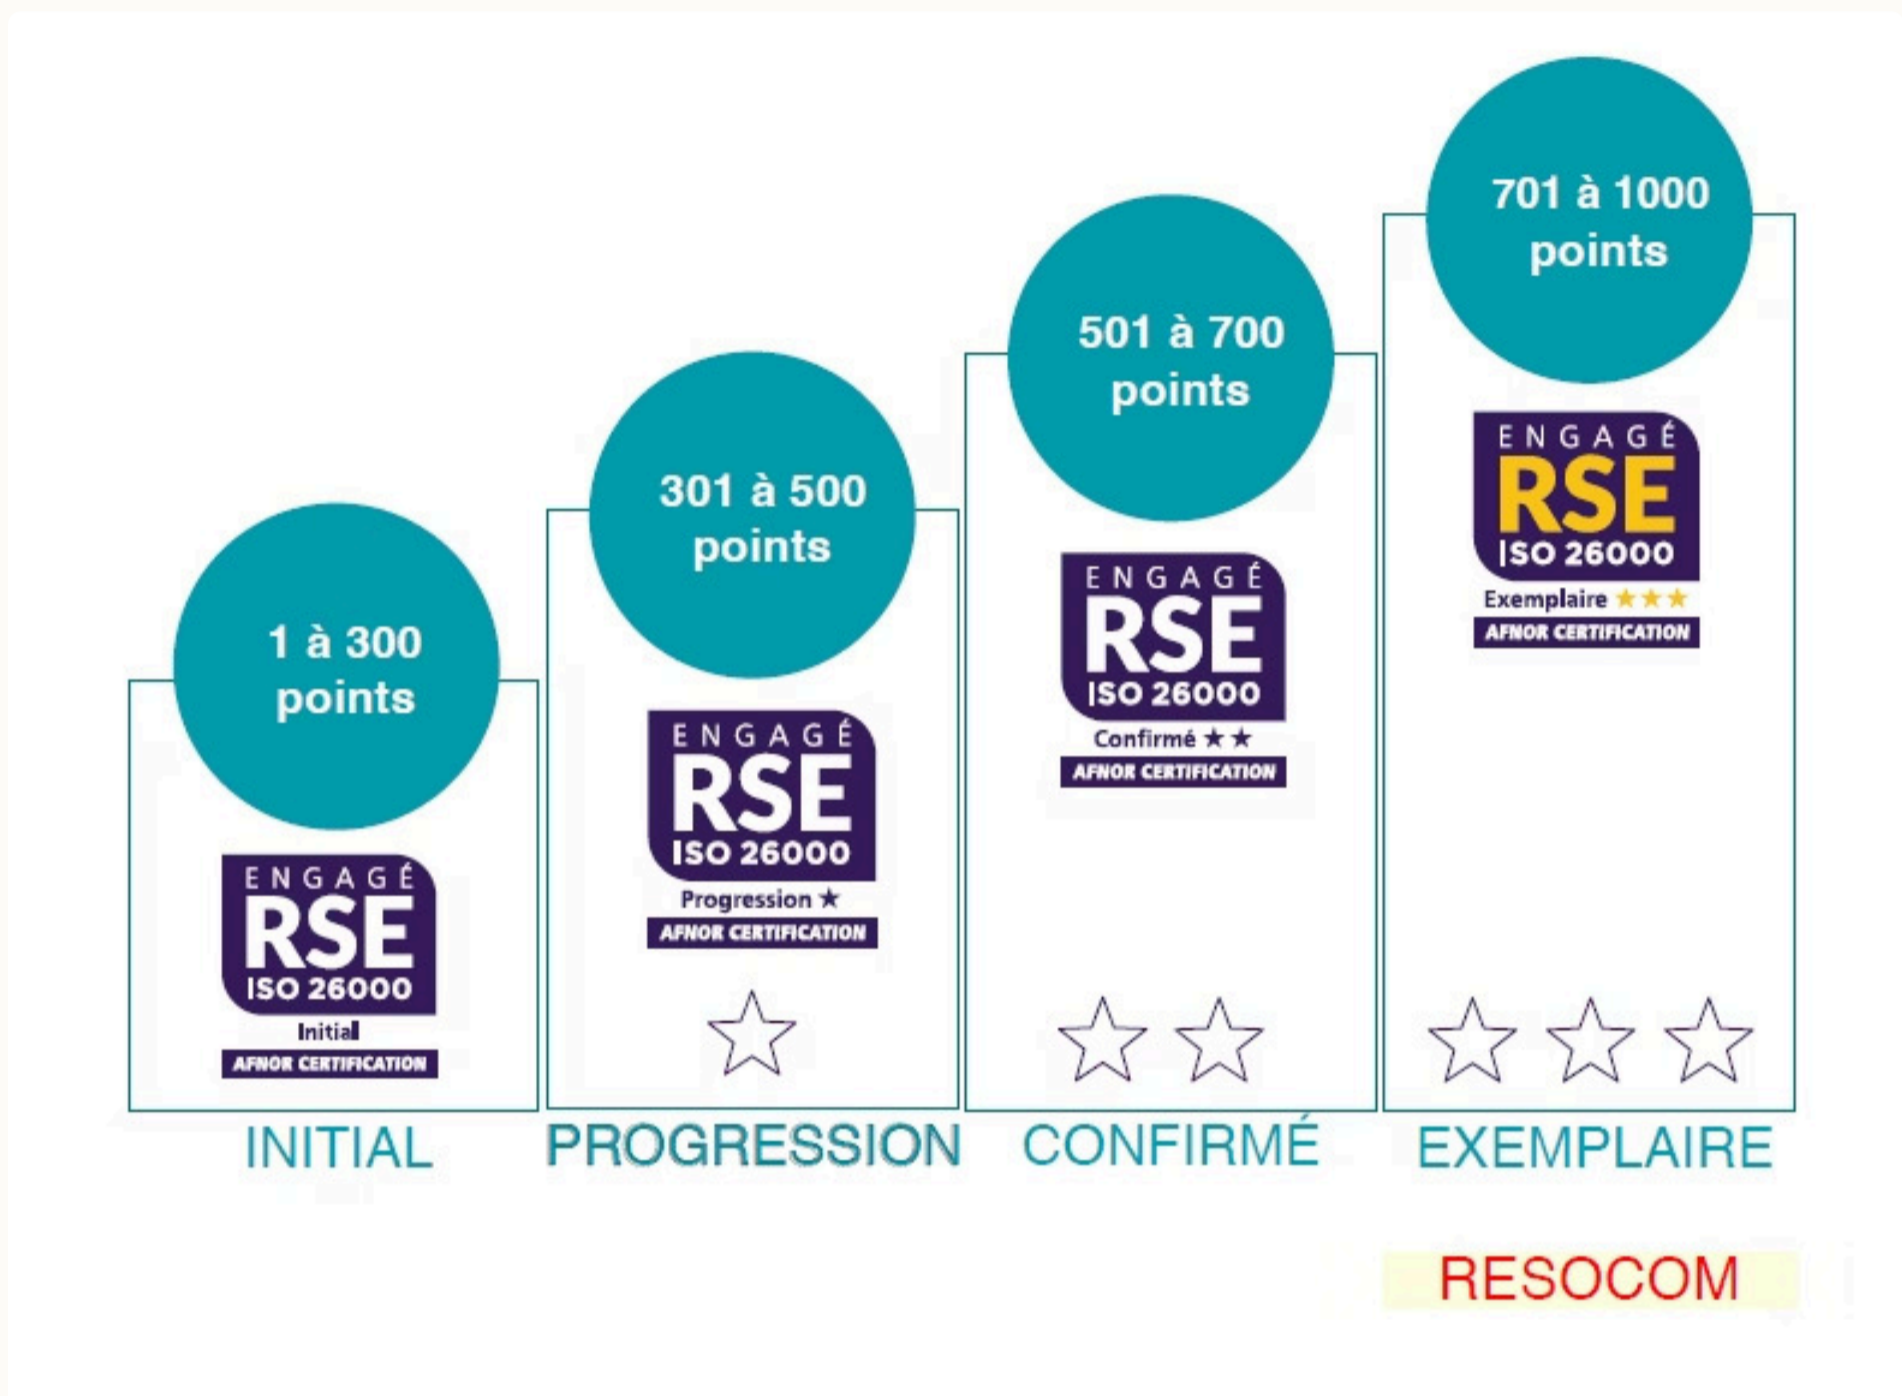 1 à 300
points
ENGAGÉ
RSE
ISO 26000
Initial
AFNOR CERTIFICATION
INITIAL
301 à 500
points
ENGAGÉ
RSE
ISO 26000
Progression ★
AFNOR CERTIFICATION
PROGRESSION
501 à 700
points
ENGAGÉ
RSE
ISO 26000
Confirmé ★ ★
AFNOR CERTIFICATION
CONFIRMÉ
701 à 1000
points
ENGAGÉ
RSE
ISO 26000
Exemplaire ★ ★ ★
AFNOR CERTIFICATION
EXEMPLAIRE
RESOCOM